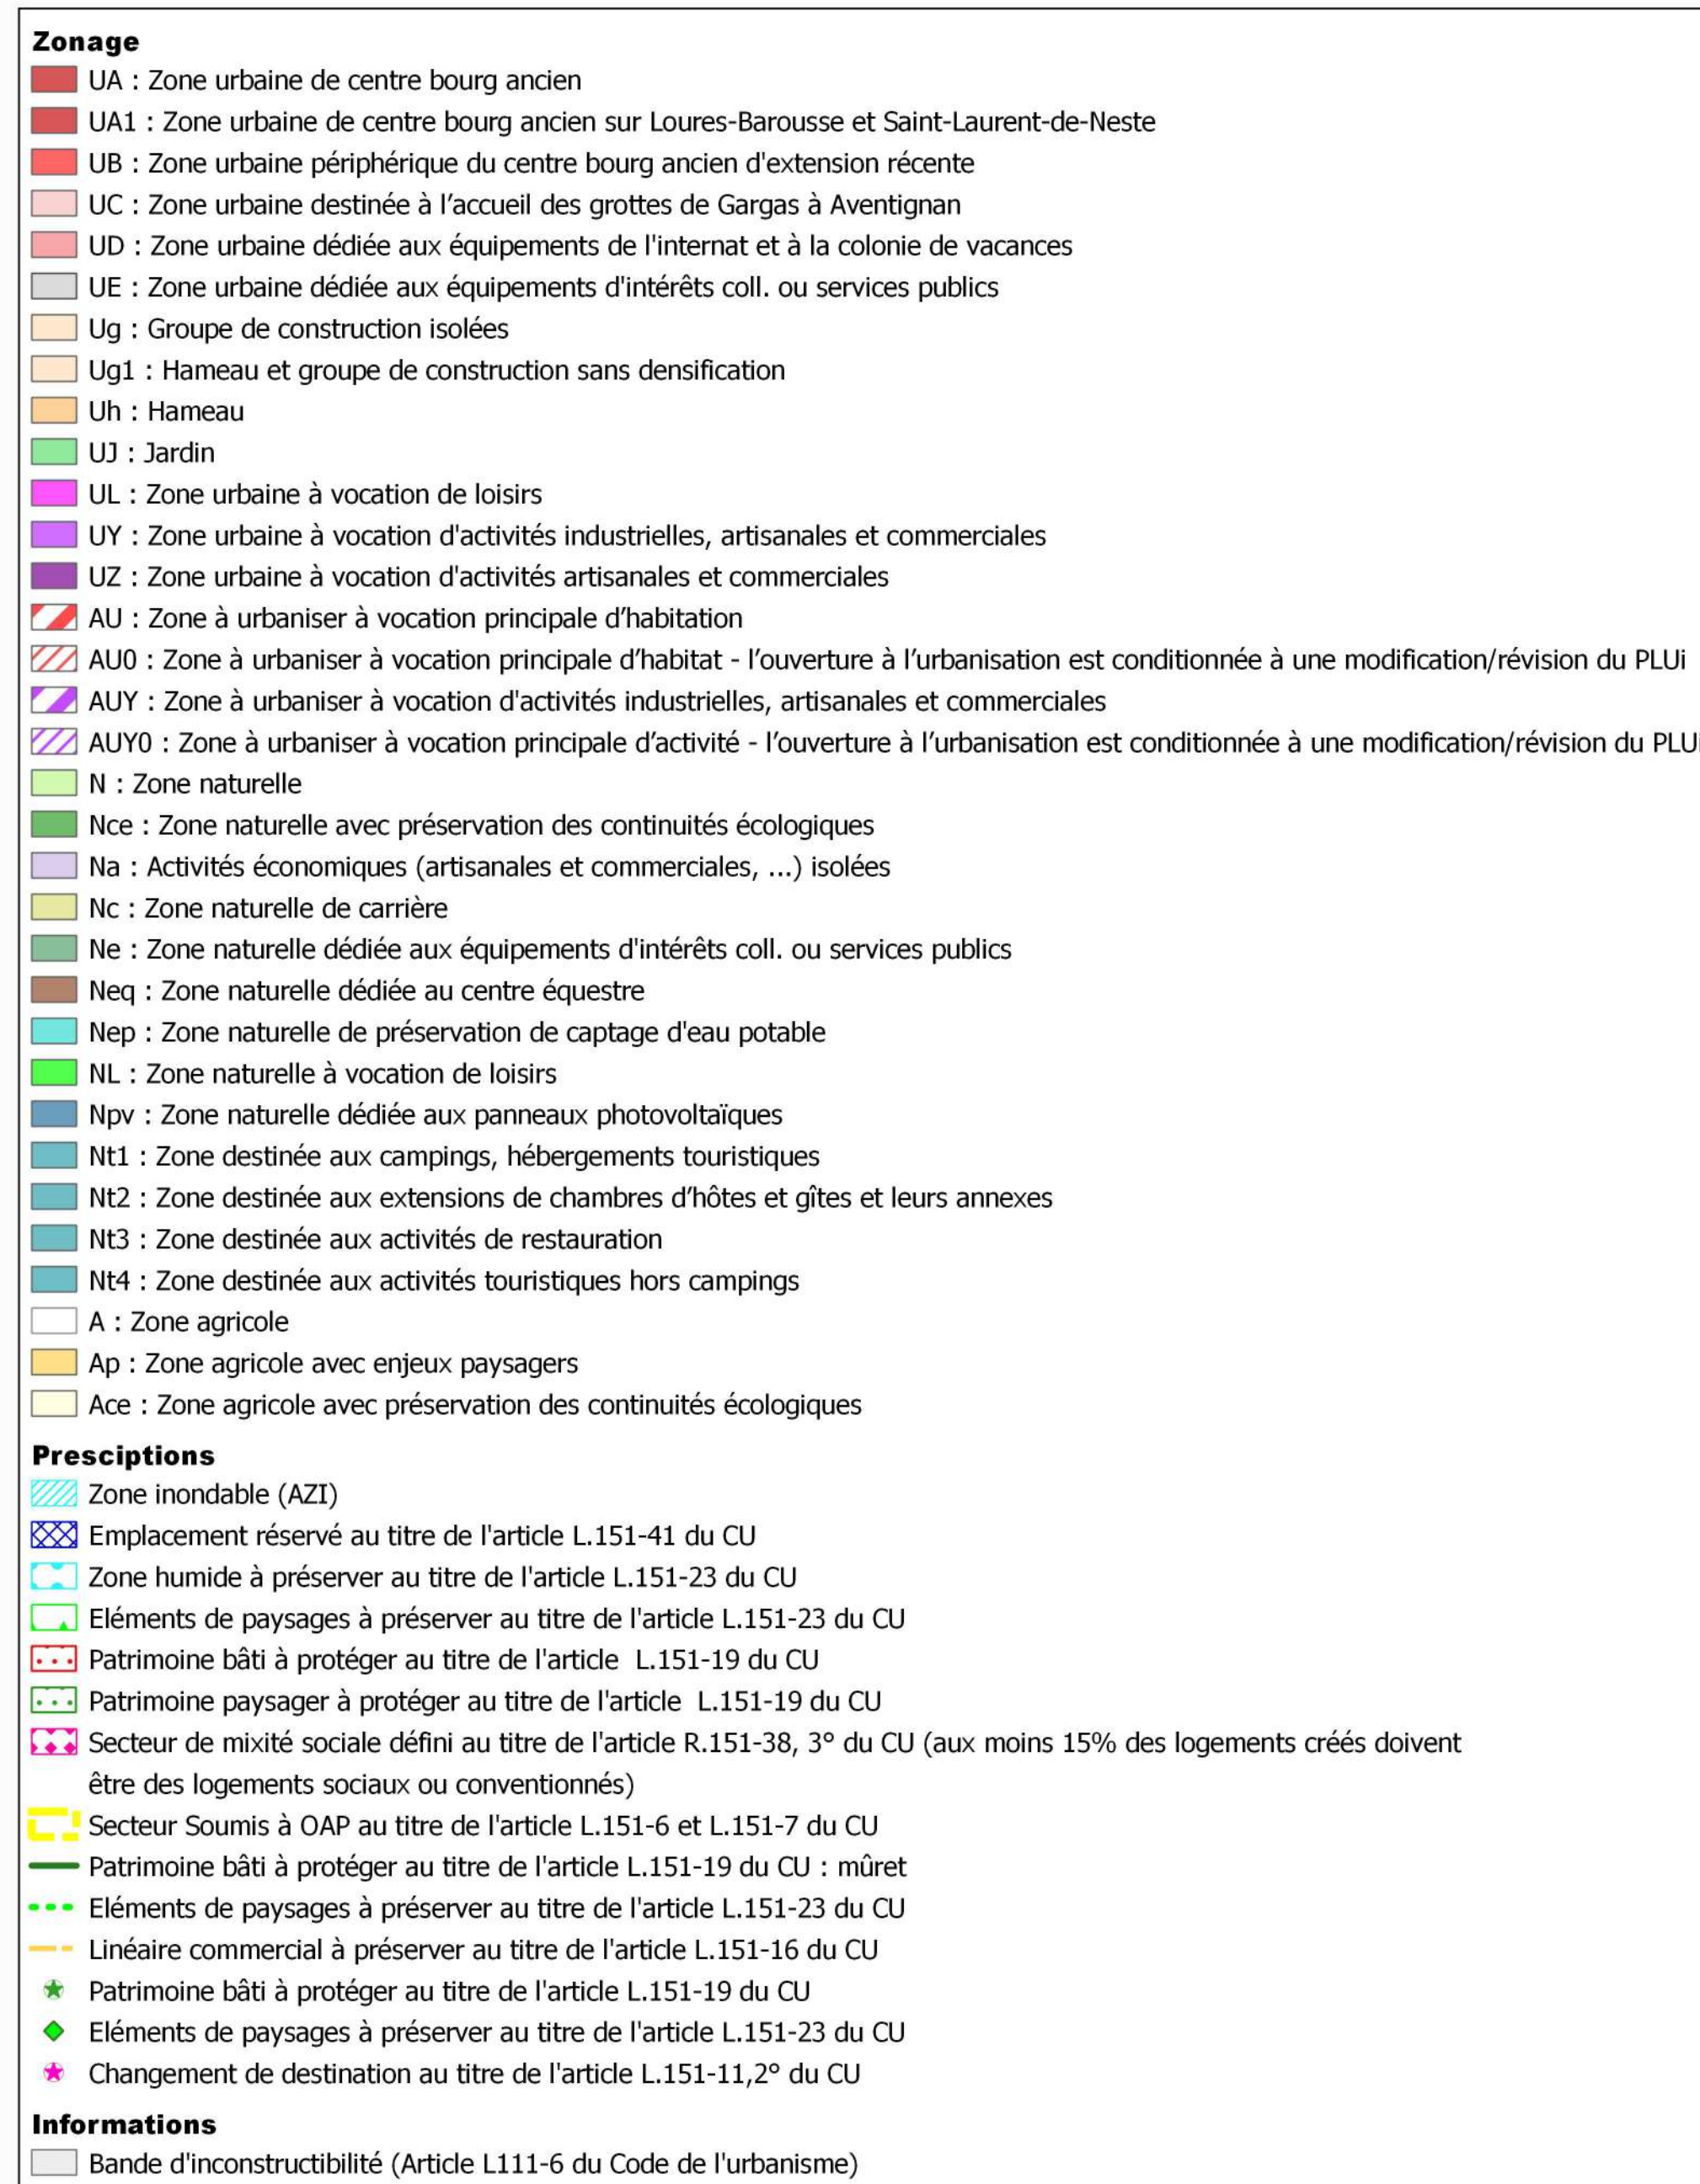 Zonage
UA : Zone urbaine de centre bourg ancien
UA1 : Zone urbaine de centre bourg ancien sur Loures-Barousse et Saint-Laurent-de-Neste
UB : Zone urbaine périphérique du centre bourg ancien d'extension récente
UC : Zone urbaine destinée à l’accueil des grottes de Gargas à Aventignan
UD : Zone urbaine dédiée aux équipements de l'internat et à la colonie de vacances
UE : Zone urbaine dédiée aux équipements d'intérêts coll. ou services publics
Ug : Groupe de construction isolées
Ug1 : Hameau et groupe de construction sans densification
Uh : Hameau
UJ : Jardin
UL : Zone urbaine à vocation de loisirs
UY : Zone urbaine à vocation d'activités industrielles, artisanales et commerciales
UZ : Zone urbaine à vocation d'activités artisanales et commerciales
AU : Zone à urbaniser à vocation principale d’habitation
AU0 : Zone à urbaniser à vocation principale d’habitat - l’ouverture à l’urbanisation est conditionnée à une modification/révision du PLUi
AUY : Zone à urbaniser à vocation d'activités industrielles, artisanales et commerciales
AUY0 : Zone à urbaniser à vocation principale d’activité - l’ouverture à l’urbanisation est conditionnée à une modification/révision du PLUi
N : Zone naturelle
Nce : Zone naturelle avec préservation des continuités écologiques
Na : Activités économiques (artisanales et commerciales, ...) isolées
Nc : Zone naturelle de carrière
Ne : Zone naturelle dédiée aux équipements d'intérêts coll. ou services publics
Neq : Zone naturelle dédiée au centre équestre
Nep : Zone naturelle de préservation de captage d'eau potable
NL : Zone naturelle à vocation de loisirs
Npv : Zone naturelle dédiée aux panneaux photovoltaïques
Nt1 : Zone destinée aux campings, hébergements touristiques
Nt2 : Zone destinée aux extensions de chambres d’hôtes et gîtes et leurs annexes
Nt3 : Zone destinée aux activités de restauration
Nt4 : Zone destinée aux activités touristiques hors campings
A : Zone agricole
Ap : Zone agricole avec enjeux paysagers
Ace : Zone agricole avec préservation des continuités écologiques
Presciptions
Zone inondable (AZI)
Emplacement réservé au titre de l'article L.151-41 du CU
Zone humide à préserver au titre de l'article L.151-23 du CU
Eléments de paysages à préserver au titre de l'article L.151-23 du CU
Patrimoine bâti à protéger au titre de l'article  L.151-19 du CU
Patrimoine paysager à protéger au titre de l'article  L.151-19 du CU
Secteur de mixité sociale défini au titre de l'article R.151-38, 3° du CU (aux moins 15% des logements créés doivent
être des logements sociaux ou conventionnés)
Secteur Soumis à OAP au titre de l'article L.151-6 et L.151-7 du CU
Patrimoine bâti à protéger au titre de l'article L.151-19 du CU : mûret
Eléments de paysages à préserver au titre de l'article L.151-23 du CU
Linéaire commercial à préserver au titre de l'article L.151-16 du CU
Patrimoine bâti à protéger au titre de l'article L.151-19 du CU
Eléments de paysages à préserver au titre de l'article L.151-23 du CU
Changement de destination au titre de l'article L.151-11,2° du CU
Informations
Bande d'inconstructibilité (Article L111-6 du Code de l'urbanisme)